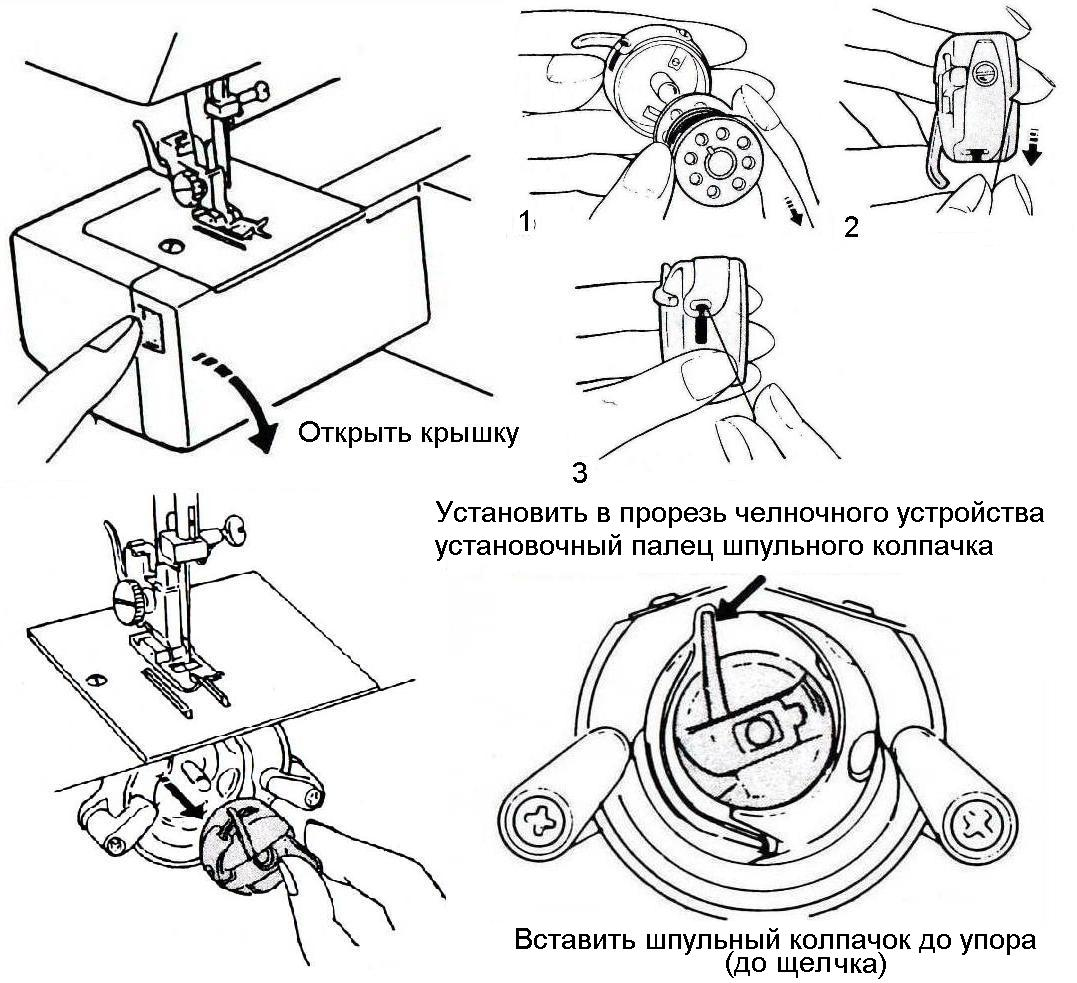 1
2
Открыть крышку
3
Установить в прорезь челночного устройства
установочный палец шпульного колпачка
Вставить шпульный колпачок до упора
(до щелчка)